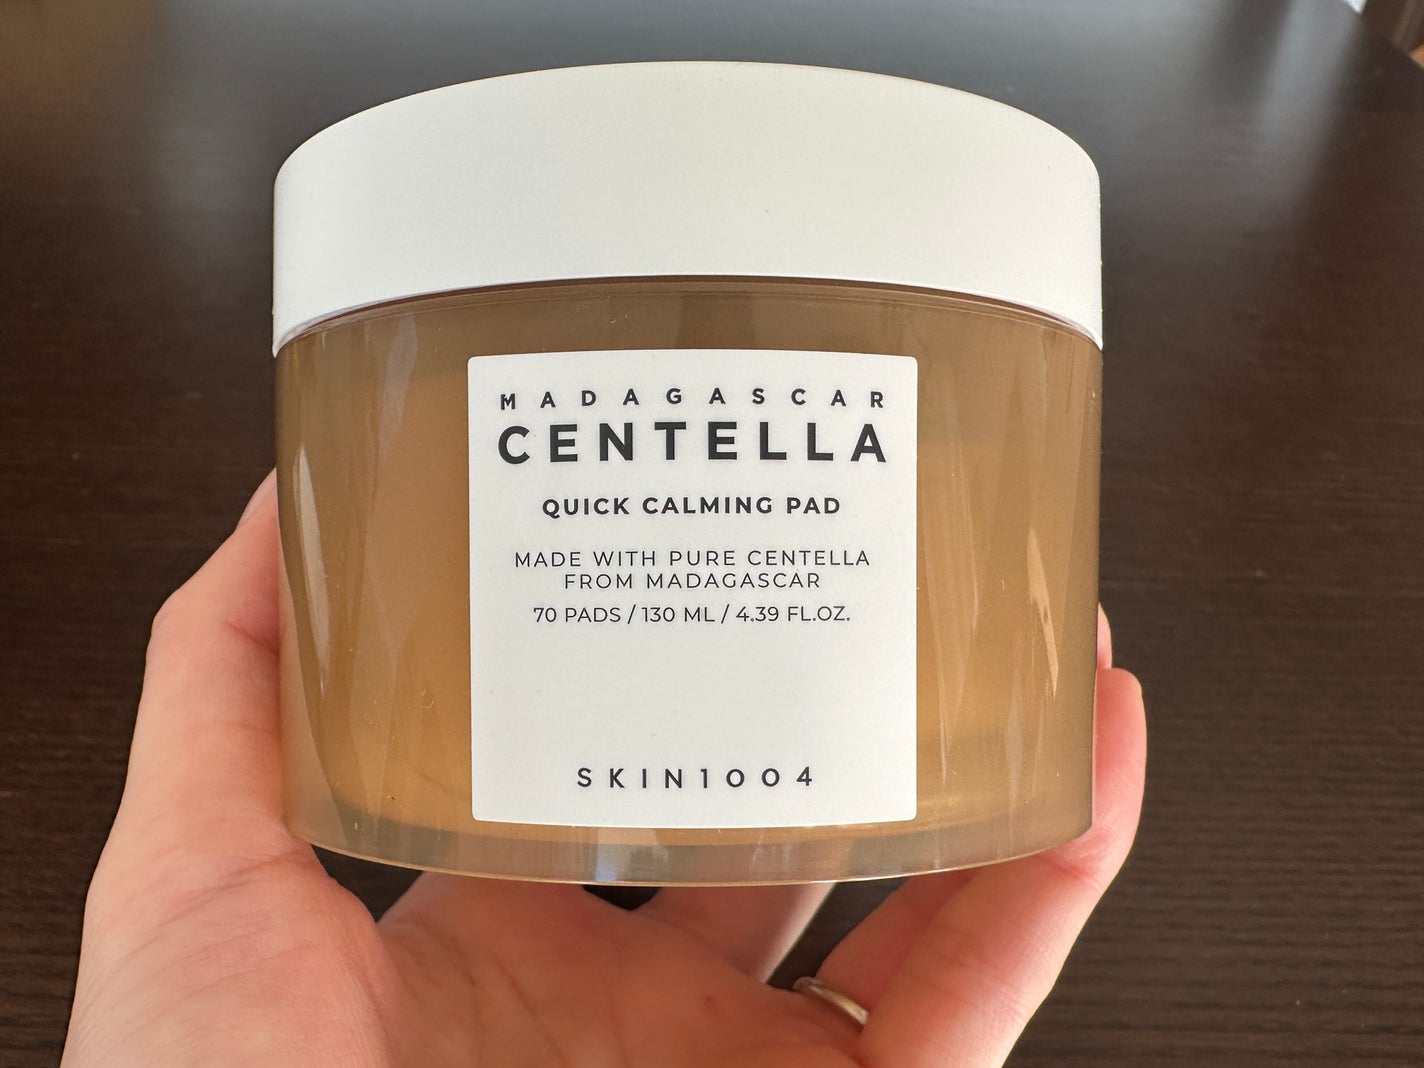 MADAGASCAR
CENTELLA
QUICK CALMING PAD
MADE WITH PURE CENTELLA
FROM MADAGASCAR
70 PADS / 130 ML / 4.39 FL.OZ.
SKIN1004